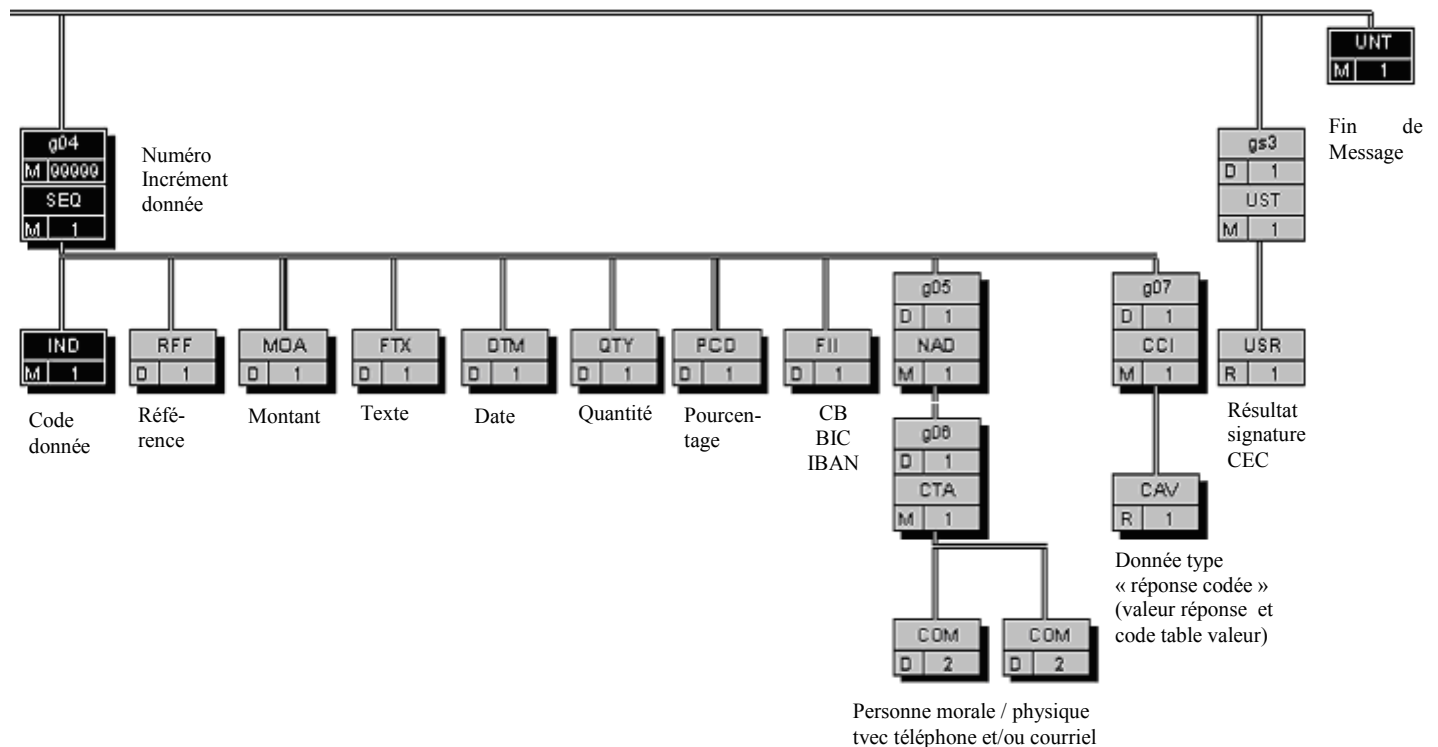 UNT
M 1
Fin de
Message
g04
M 99999
SEQ
M 1
Numéro
Incrément
donnée
gs3
D 1
UST
M 1
IND
M 1
Code
donnée
RFF
D 1
Réfé-
rence
MOA
D 1
Montant
FTX
D 1
Texte
DTM
D 1
Date
QTY
D 1
Quantité
PCD
D 1
Pourcen-
tage
FII
D 1
CB
BIC
IBAN
g05
D 1
NAD
M 1
g06
D 1
CTA
M 1
COM
D 2
COM
D 2
Personne morale / physique
tvec téléphone et/ou courriel
g07
D 1
CCI
M 1
CAV
R 1
Donnée type
« réponse codée »
(valeur réponse et
code table valeur)
USR
R 1
Résultat
signature
CEC